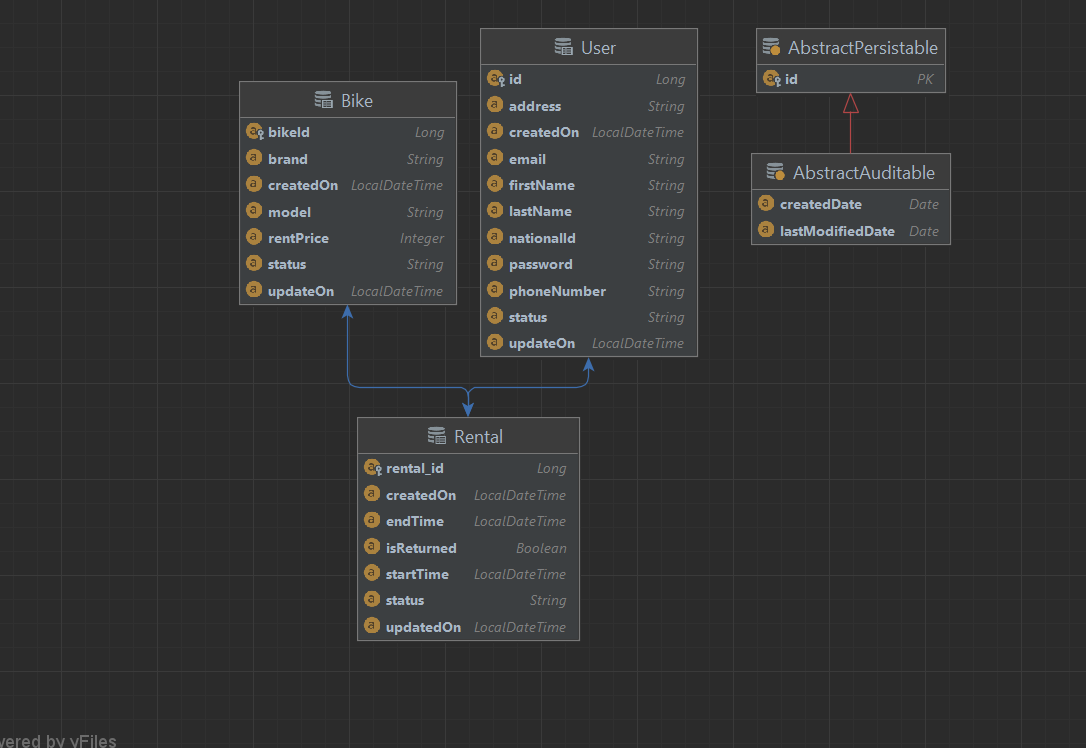 Bike
bikeId Long
brand String
createdOn LocalDateTime
model String
rentPrice Integer
status String
updateOn LocalDateTime
User
id Long
address String
createdOn LocalDateTime
email String
firstName String
lastName String
nationalId String
password String
phoneNumber String
status String
updateOn LocalDateTime
AbstractPersistable
id PK
AbstractAuditable
createdDate Date
lastModifiedDate Date
Rental
rental_id Long
createdOn LocalDateTime
endTime LocalDateTime
isReturned Boolean
startTime LocalDateTime
status String
updatedOn LocalDateTime
wered by yFiles